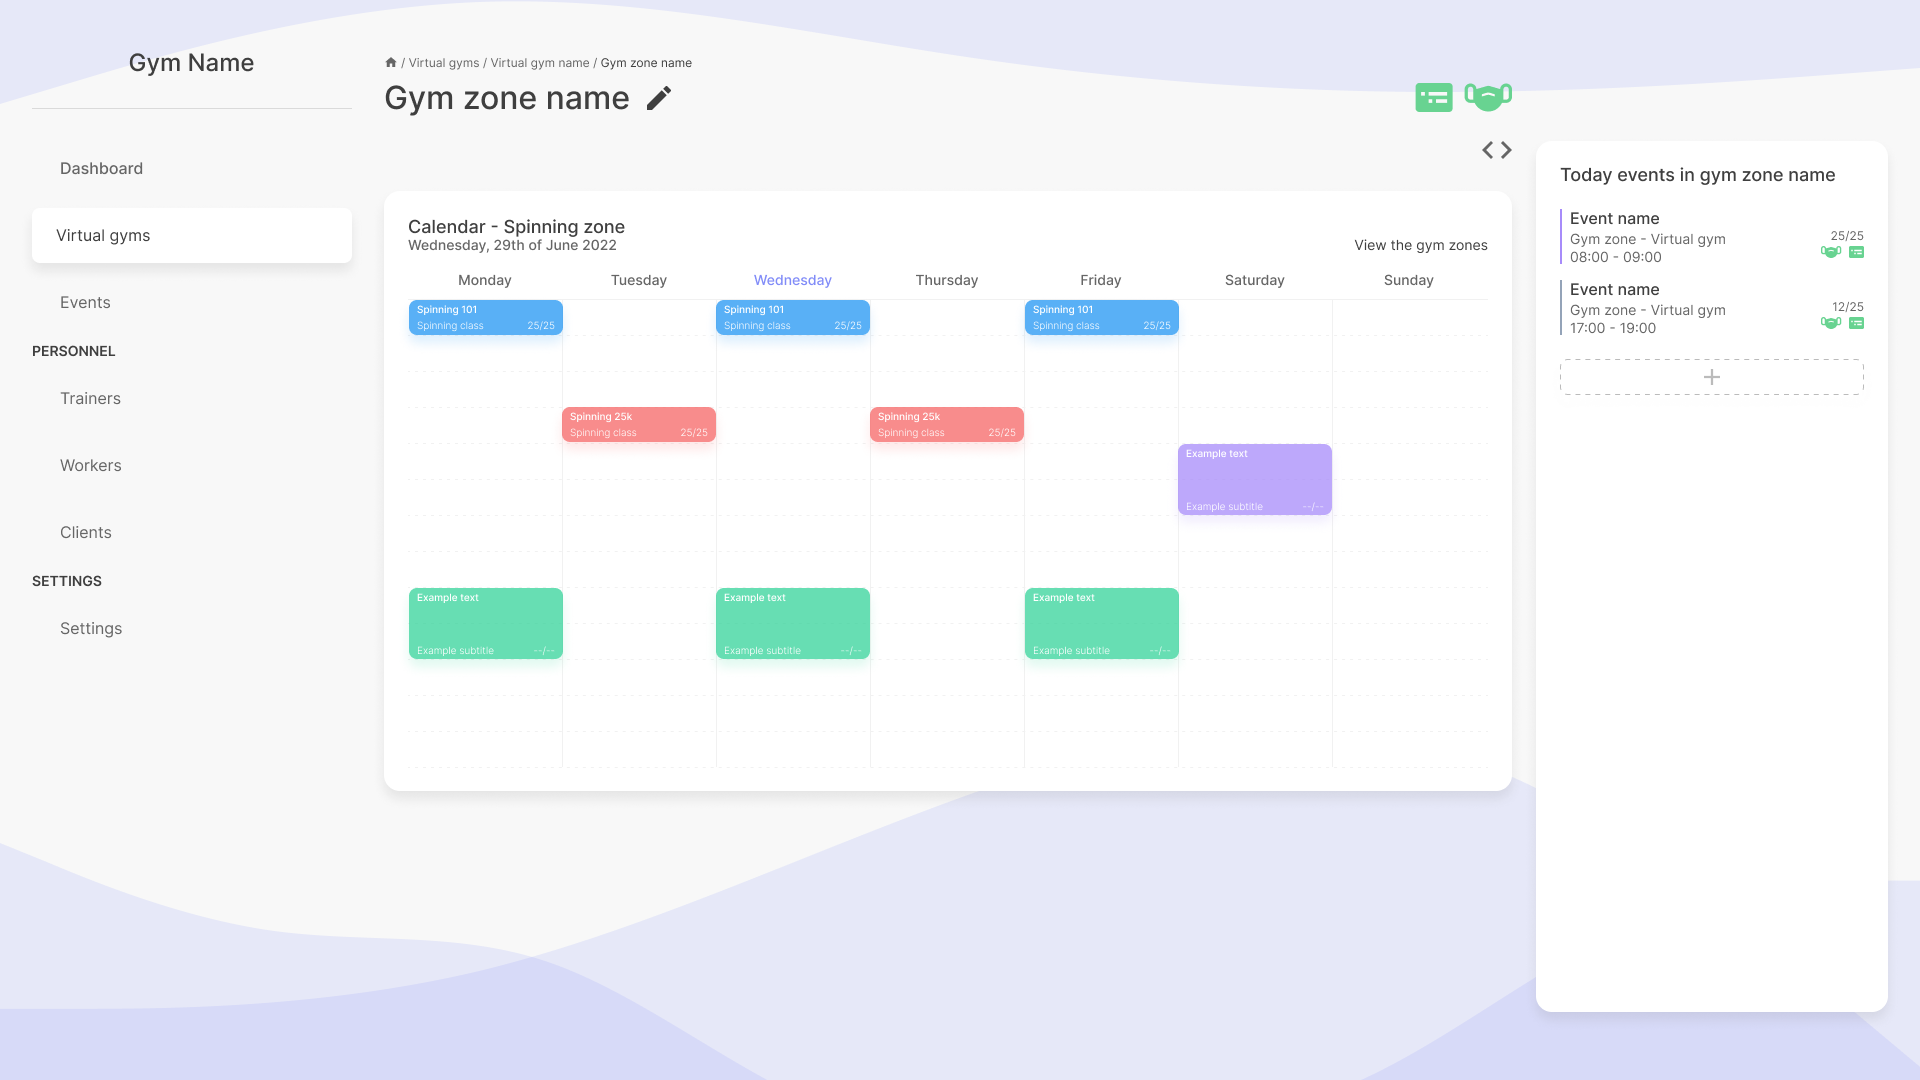 Gym Name
Dashboard
Virtual gyms
Events
PERSONNEL
Trainers
Workers
Clients
SETTINGS
Settings
/ Virtual gyms / Virtual gym name / Gym zone name
Gym zone name
Calendar - Spinning zone
Wednesday, 29th of June 2022
View the gym zones
Monday Tuesday Wednesday Thursday Friday Saturday Sunday
Spinning 101
Spinning class 25/25
Spinning 101
Spinning class 25/25
Spinning 101
Spinning class 25/25
Spinning 25k
Spinning class 25/25
Spinning 25k
Spinning class 25/25
Example text
Example subtitle --/--
Example text
Example subtitle --/--
Example text
Example subtitle --/--
Example text
Example subtitle --/--
Today events in gym zone name
Event name
Gym zone - Virtual gym 25/25
08:00 - 09:00
Event name
Gym zone - Virtual gym 12/25
17:00 - 19:00